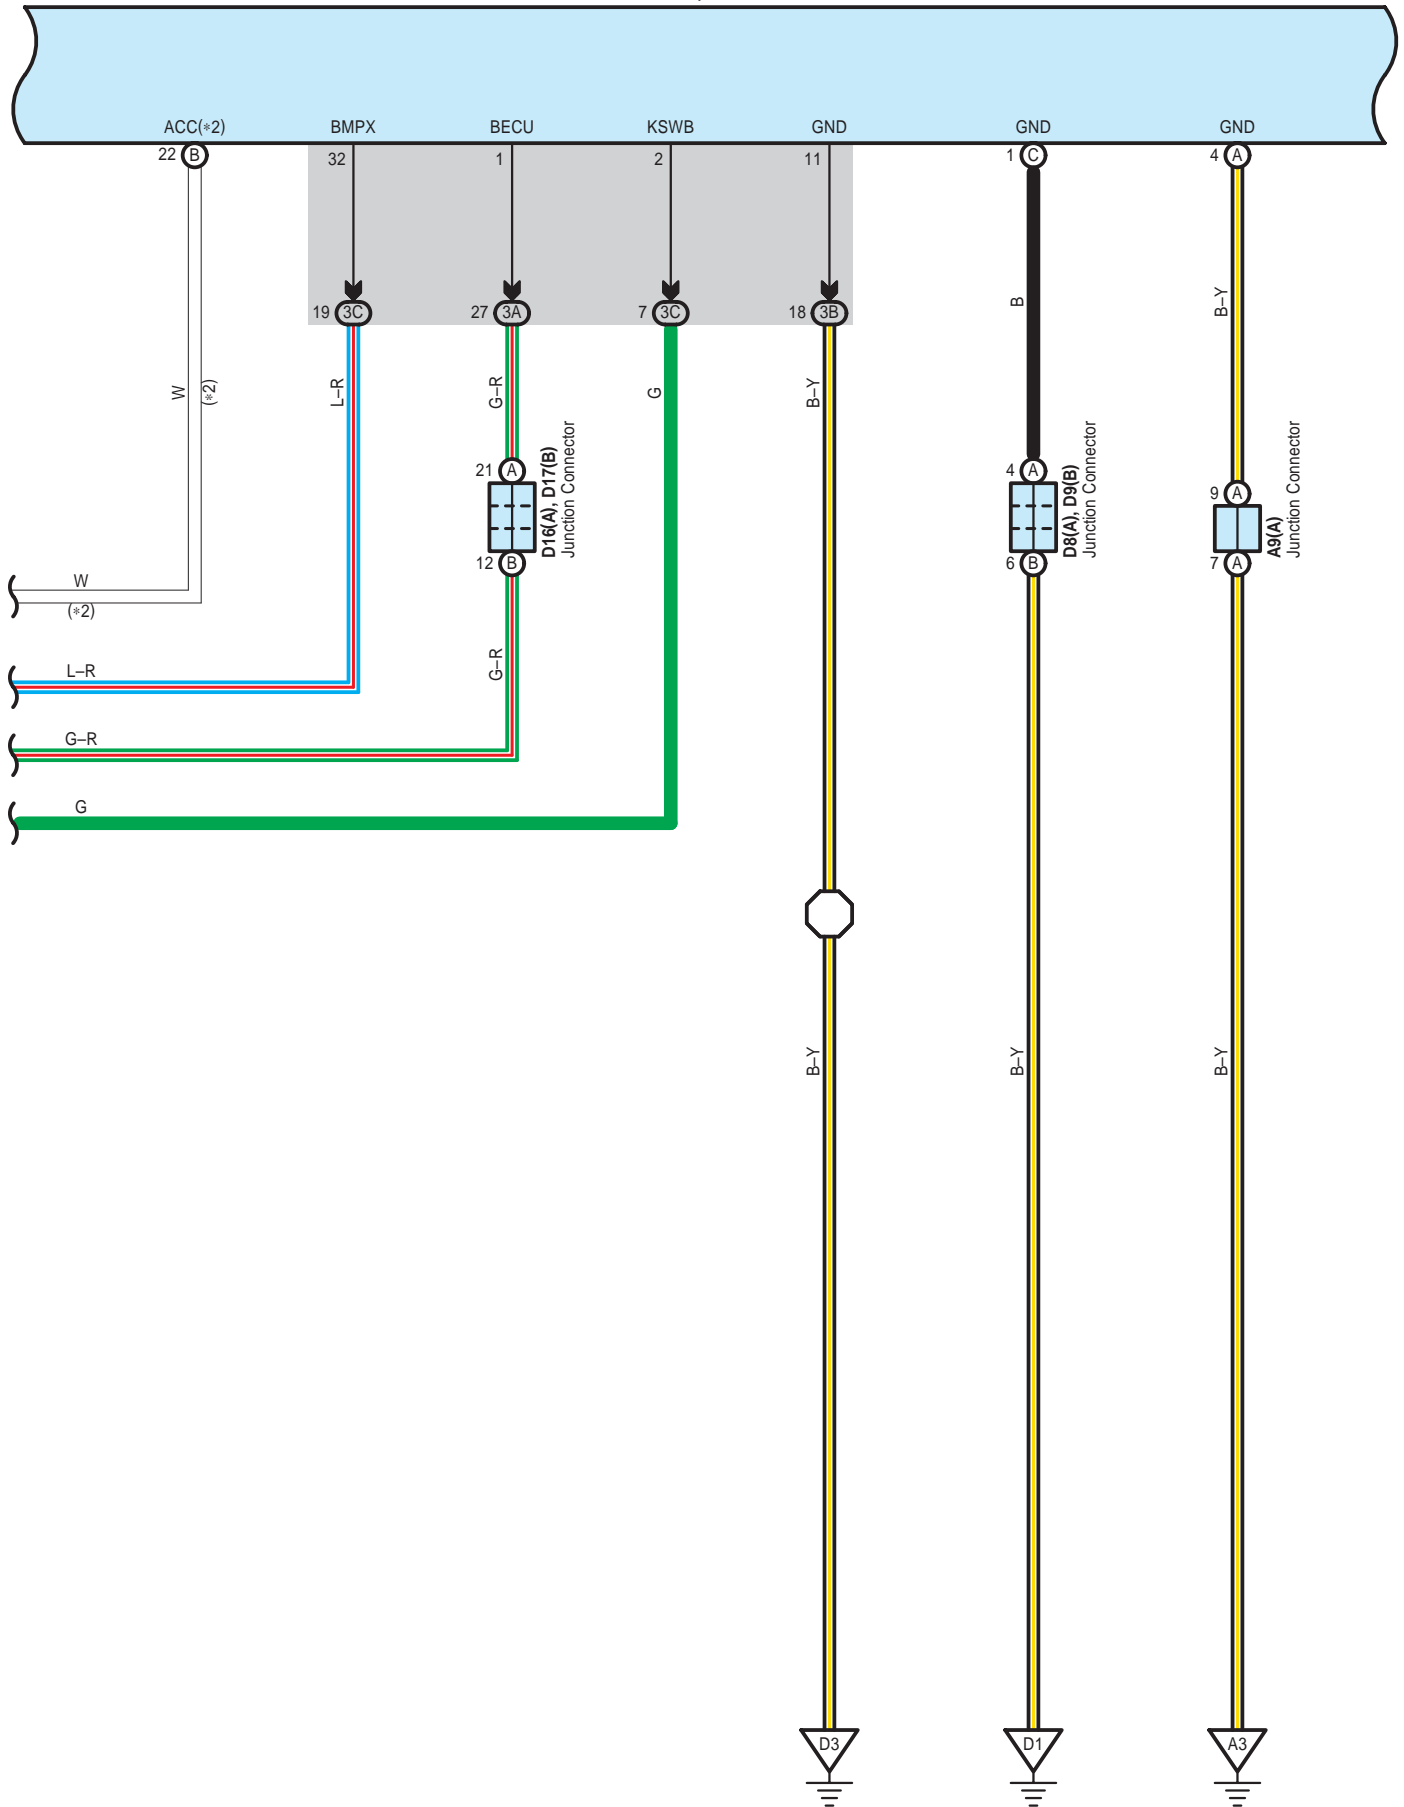 ACC(∗2) BMPX BECU KSWB GND GND GND
22 B 32 1 2 11 1 C 4 A
19 3C 27 3A 7 3C 18 3B
B B–Y
W (∗2) L–R G–R G B–Y
21 A 4 A
9 A
D16(A), D17(B)
Junction Connector
D8(A), D9(B)
Junction Connector
A9(A)
Junction Connector
12 B 6 B 7 A
W
(∗2)
G–R
L–R
G–R
G
B–Y B–Y B–Y
D3 D1 A3